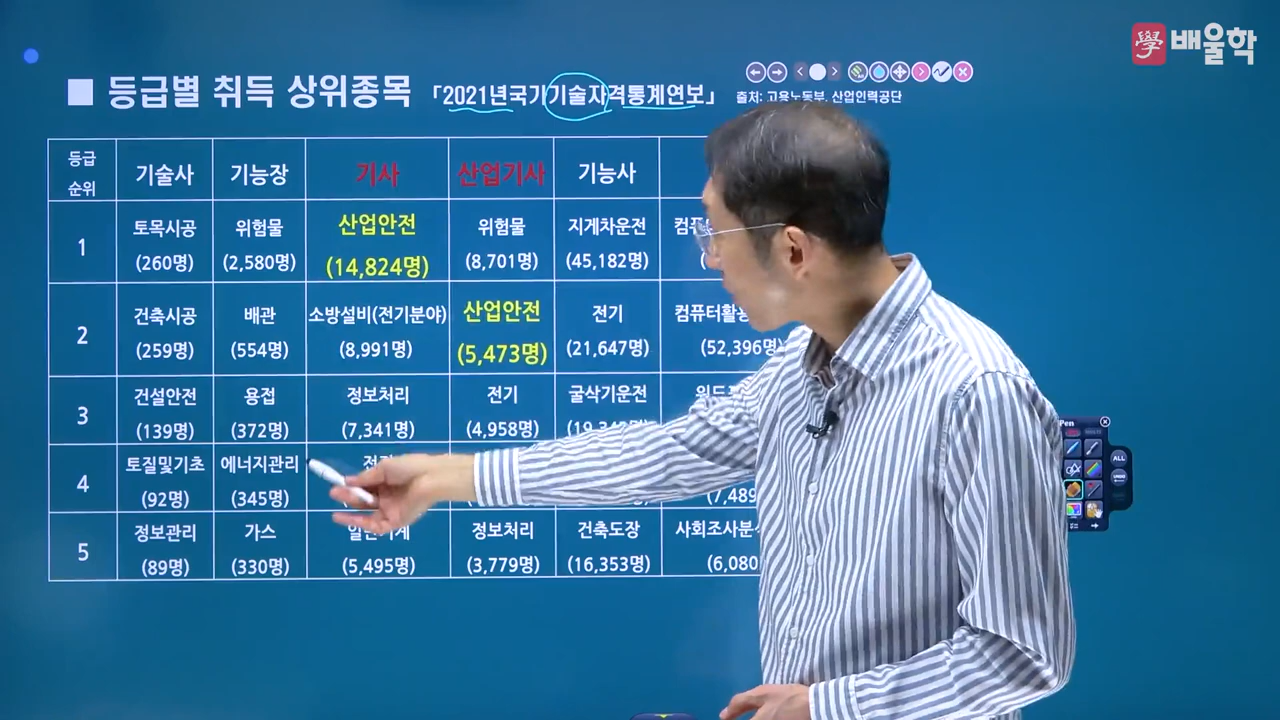 學 배울학
■ 등급별 취득 상위종목 「2021년국가기술자격통계연보」 출처: 고용노동부, 산업인력공단
등급 순위 기술사 기능장 기사 산업기사 기능사
1 토목시공 위험물 산업안전 위험물 지게차운전
(260명) (2,580명) (14,824명) (8,701명) (45,182명)
2 건축시공 배관 소방설비(전기분야) 산업안전 전기
(259명) (554명) (8,991명) (5,473명) (21,647명) (52,396명)
3 건설안전 용접 정보처리 전기 굴삭기운전
(139명) (372명) (7,341명) (4,958명)
4 토질및기초 에너지관리
(92명) (345명) (7,489
5 정보관리 가스 정보처리 건축도장 사회조사분석
(89명) (330명) (5,495명) (3,779명) (16,353명) (6,080
Pen
ALL